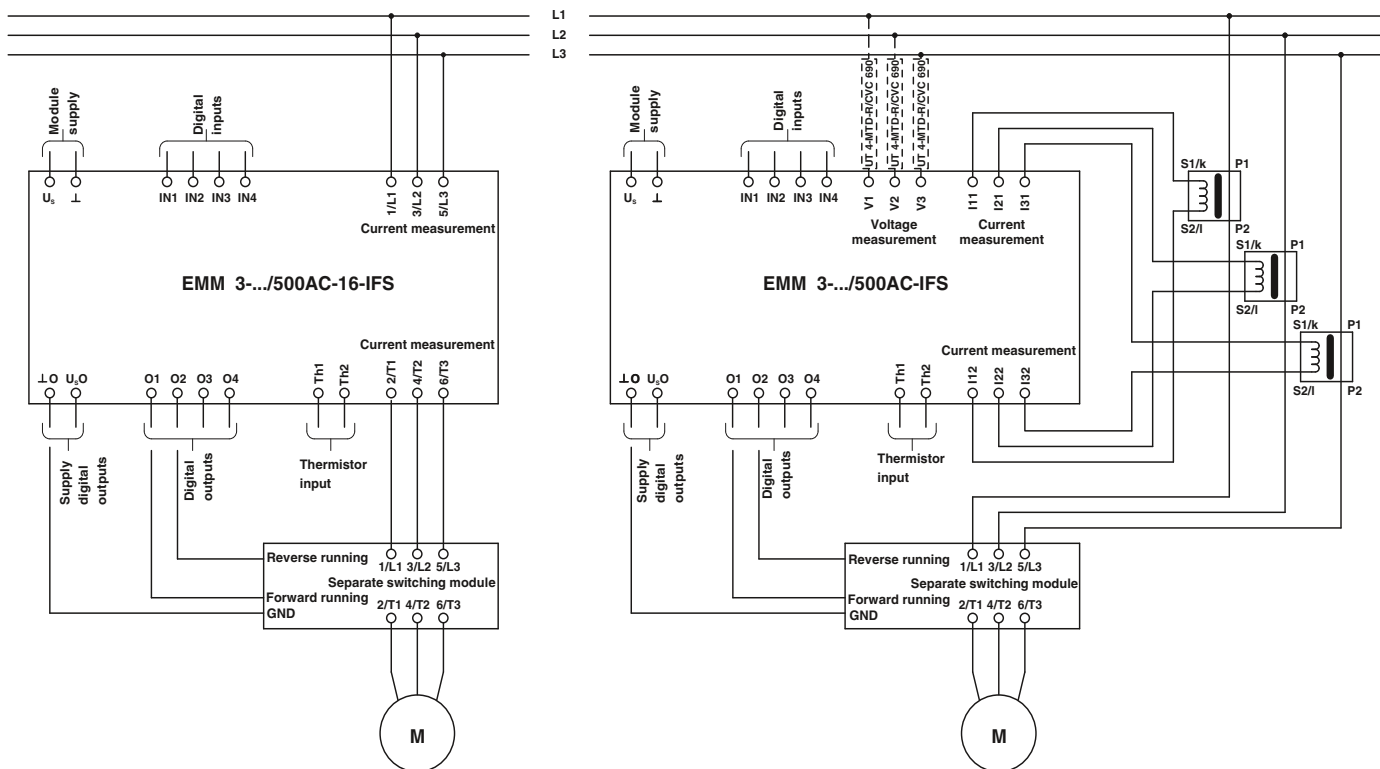 L1
L2
L3
Module
supply
Digital
inputs
Us
⊥
IN1
IN2
IN3
IN4
1/L1
3/L2
5/L3
Current measurement
EMM 3-.../500AC-16-IFS
Current measurement
⊥O
UsO
O1
O2
O3
O4
Th1
Th2
2/T1
4/T2
6/T3
Supply
digital
outputs
Digital
outputs
Thermistor
input
Reverse running
1/L1 3/L2 5/L3
Separate switching module
Forward running
2/T1 4/T2 6/T3
GND
M
Module
supply
Digital
inputs
UT 4-MTD-R/CVC 690
UT 4-MTD-R/CVC 690
UT 4-MTD-R/CVC 690
Us
⊥
IN1
IN2
IN3
IN4
V1
V2
V3
Voltage
measurement
I11
I21
I31
Current
measurement
EMM 3-.../500AC-IFS
Current measurement
⊥O
UsO
O1
O2
O3
O4
Th1
Th2
I12
I22
I32
S1/k
P1
S2/l
P2
S1/k
P1
S2/l
P2
S1/k
P1
S2/l
P2
Supply
digital
outputs
Digital
outputs
Thermistor
input
Reverse running
1/L1 3/L2 5/L3
Separate switching module
Forward running
2/T1 4/T2 6/T3
GND
M